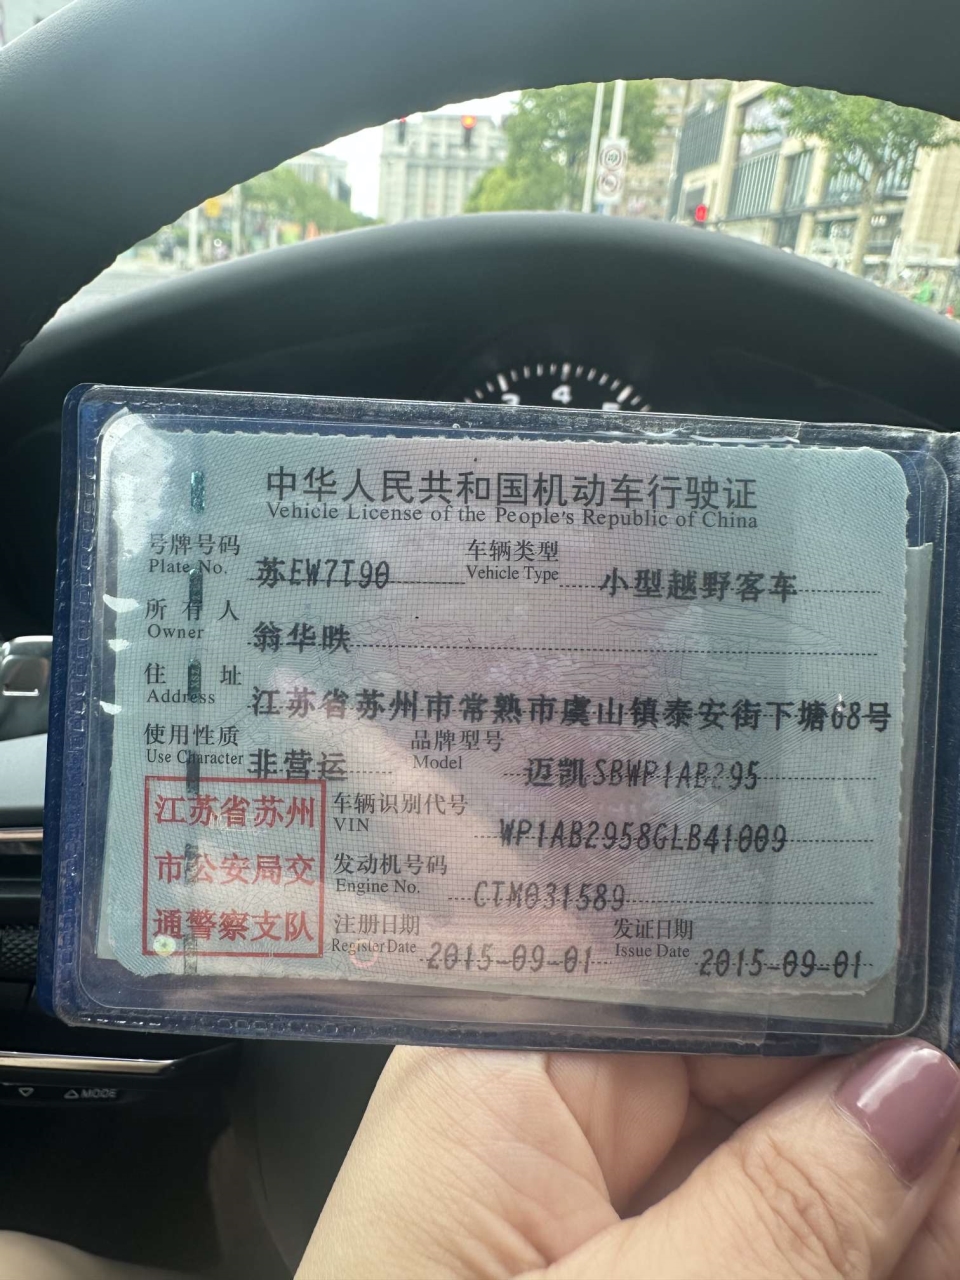 3 4 5
40
中华人民共和国机动车行驶证
Vehicle License of the People's Republic of China
号牌号码 苏EW7T90 车辆类型 小型越野客车
Plate No. Vehicle Type
所有人 翁华昳
Owner
住址 江苏省苏州市常熟市虞山镇泰安街下塘68号
Address
使用性质 非营运 品牌型号 迈凯SBWP1AB295
Use Character Model
江苏省苏州
市公安局交
通警察支队
车辆识别代号 WP1AB2958GLB41009
VIN
发动机号码 CTM031589
Engine No.
注册日期 2015-09-01 发证日期 2015-09-01
Register Date Issue Date
MODE